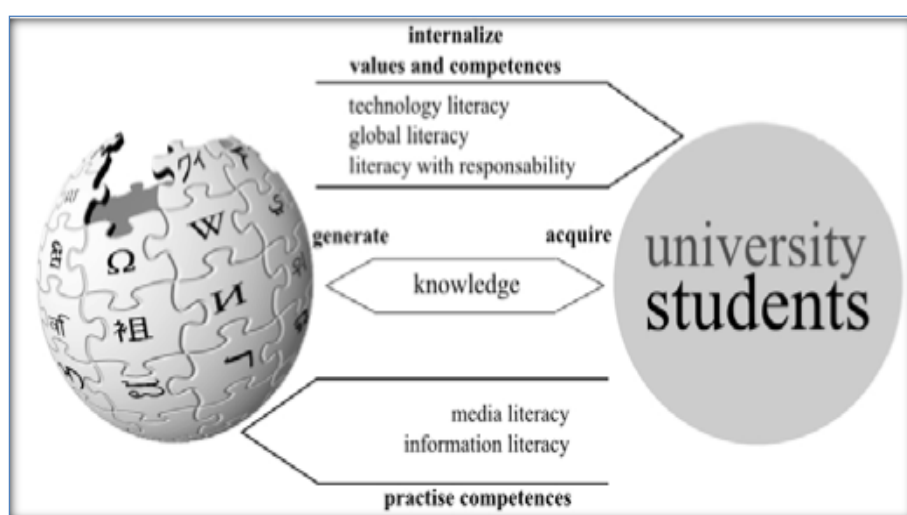 internalize
values and competences
technology literacy
global literacy
literacy with responsability
generate
acquire
knowledge
university
students
media literacy
information literacy
practise competences
Ω
W
И
祖